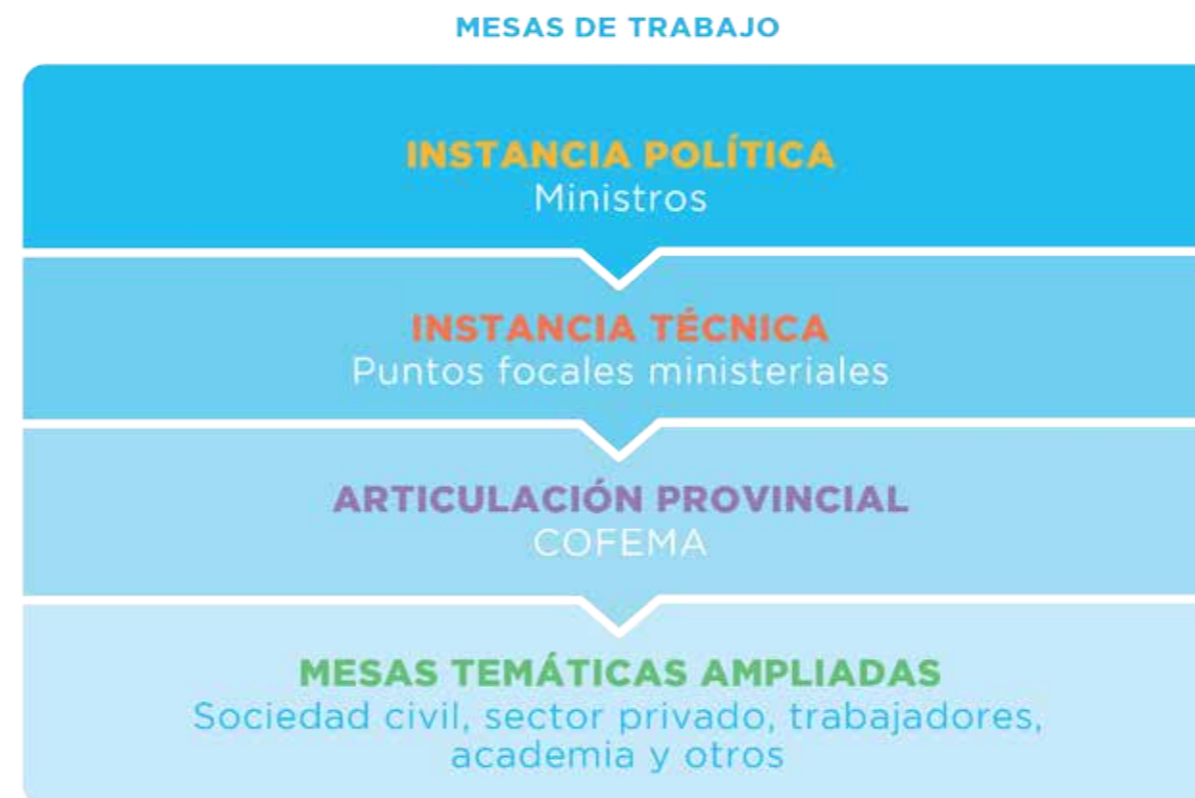 MESAS DE TRABAJO
INSTANCIA POLÍTICA
Ministros
INSTANCIA TÉCNICA
Puntos focales ministeriales
ARTICULACIÓN PROVINCIAL
COFEMA
MESAS TEMÁTICAS AMPLIADAS
Sociedad civil, sector privado, trabajadores,
academia y otros